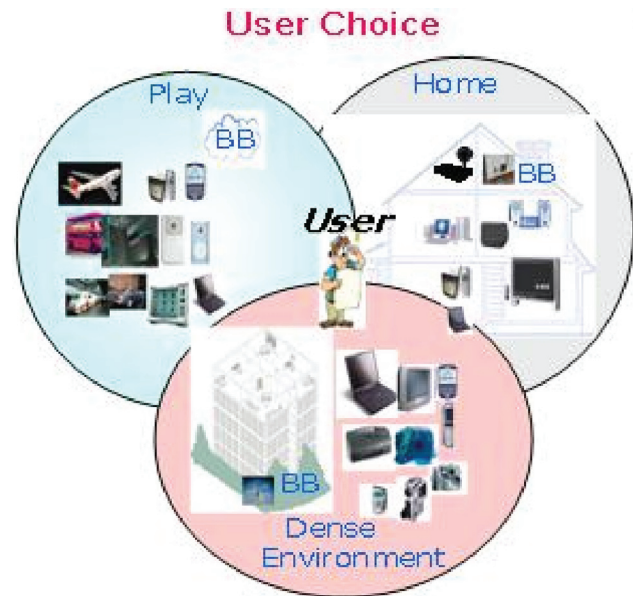 User Choice
Play
Home
BB
BB
User
BB
Dense
Environment